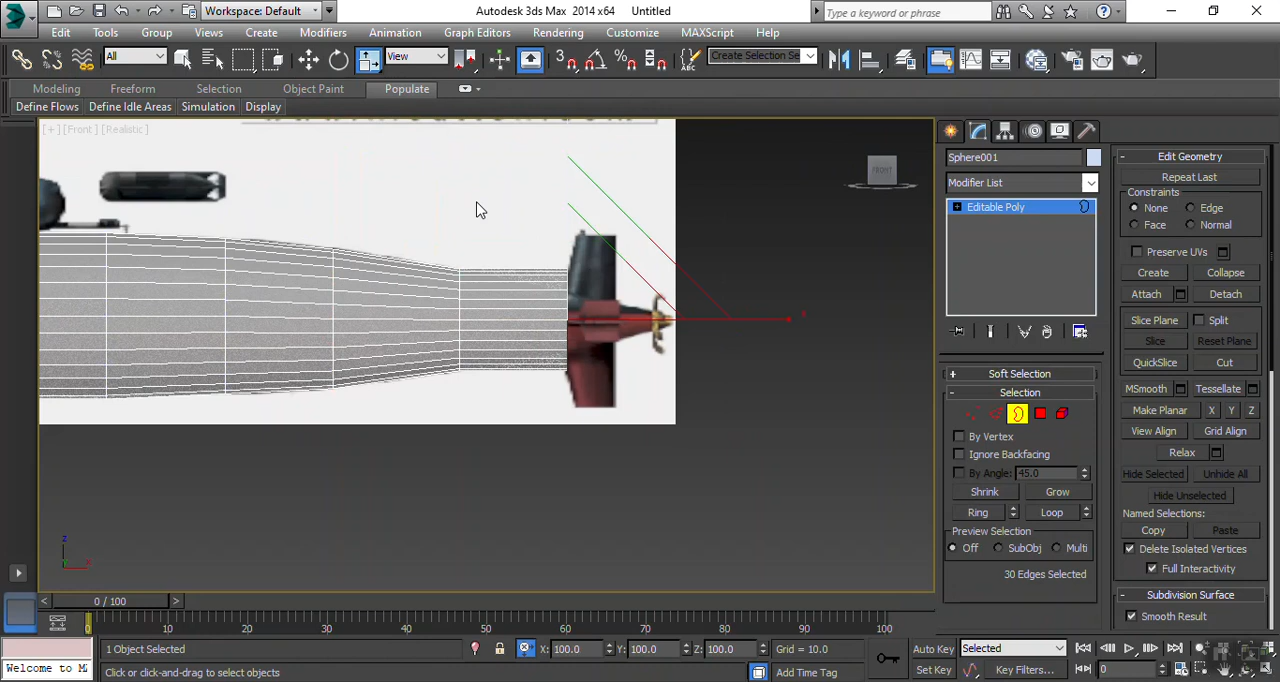 Workspace: Default
Autodesk 3ds Max 2014 x64    Untitled
Type a keyword or phrase
Edit Tools Group Views Create Modifiers Animation Graph Editors Rendering Customize MAXScript Help
All
View
Create Selection Se
Modeling Freeform Selection Object Paint Populate
Define Flows Define Idle Areas Simulation Display
[+] [Front] [Realistic]
FRONT
x
z
x
Sphere001
Modifier List
Editable Poly
Soft Selection
Selection
By Vertex
Ignore Backfacing
By Angle: 45.0
Shrink Grow
Ring Loop
Preview Selection
Off SubObj Multi
30 Edges Selected
Edit Geometry
Repeat Last
Constraints
None Edge
Face Normal
Preserve UVs
Create Collapse
Attach Detach
Slice Plane Split
Slice Reset Plane
QuickSlice Cut
MSmooth Tessellate
Make Planar X Y Z
View Align Grid Align
Relax
Hide Selected Unhide All
Hide Unselected
Named Selections:
Copy Paste
Delete Isolated Vertices
Full Interactivity
Subdivision Surface
Smooth Result
0 / 100
0 10 20 30 40 50 60 70 80 90 100
1 Object Selected
X: 100.0 Y: 100.0 Z: 100.0 Grid = 10.0
Auto Key Selected
Welcome to M
Click or click-and-drag to select objects
Add Time Tag
Set Key Key Filters...
0